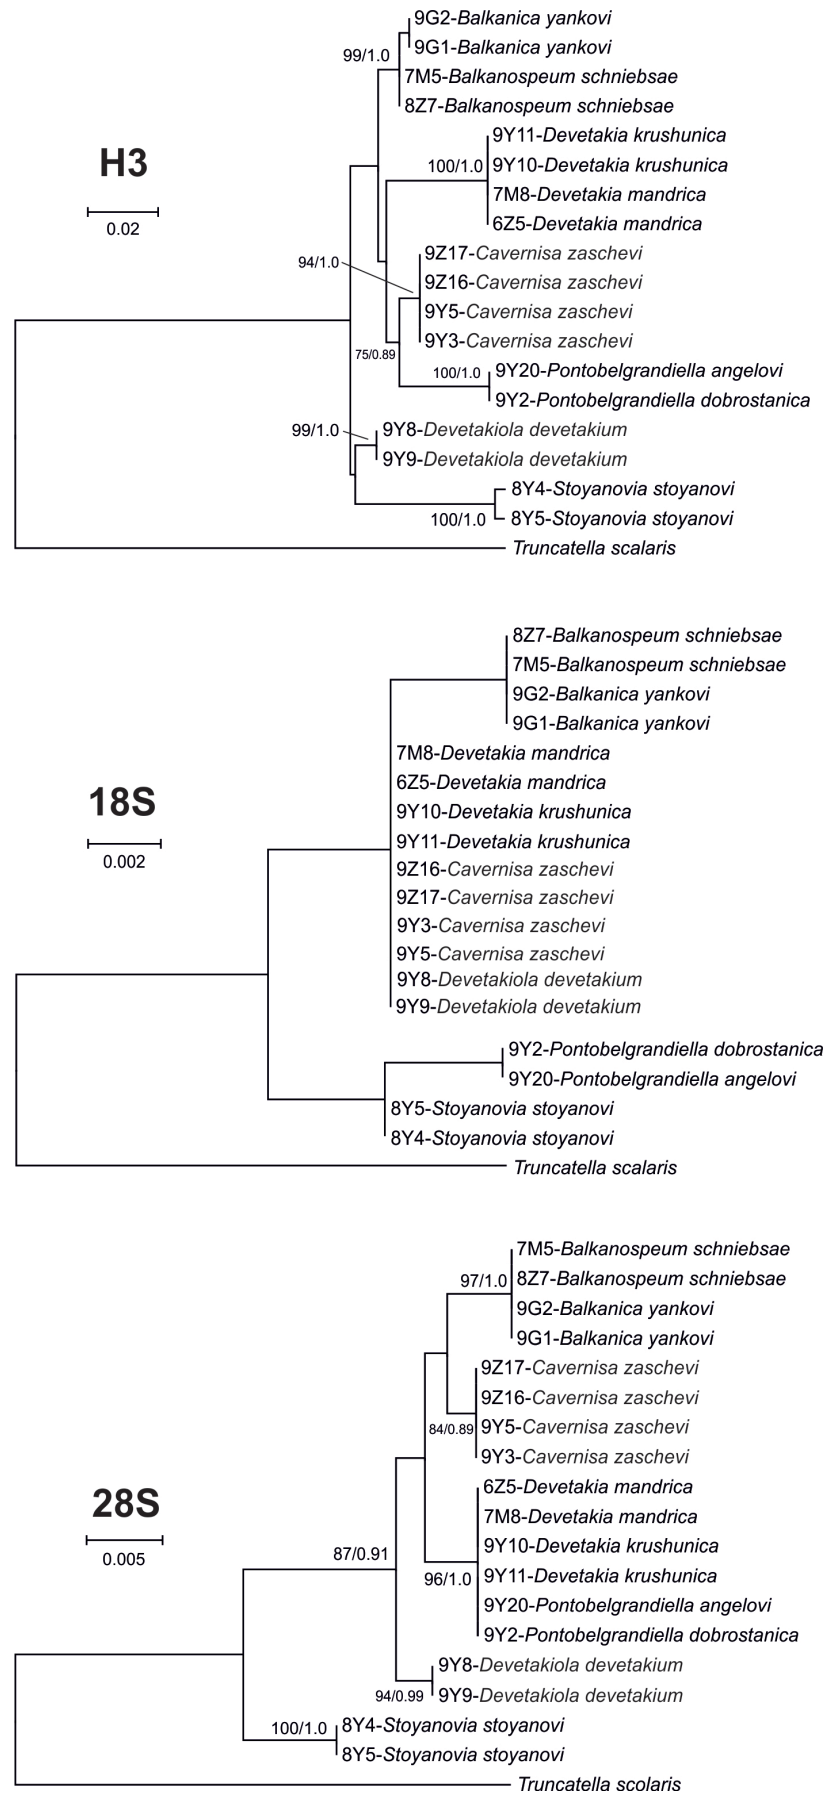 9G2-Balkanica yankovi
9G1-Balkanica yankovi
99/1.0
7M5-Balkanospeum schniebsae
8Z7-Balkanospeum schniebsae
9Y11-Devetakia krushunica
H3
100/1.0
9Y10-Devetakia krushunica
7M8-Devetakia mandrica
0.02
6Z5-Devetakia mandrica
9Z17-Cavernisa zaschevi
94/1.0
9Z16-Cavernisa zaschevi
9Y5-Cavernisa zaschevi
9Y3-Cavernisa zaschevi
75/0.89
100/1.0
9Y20-Pontobelgrandiella angelovi
9Y2-Pontobelgrandiella dobrostanica
99/1.0
9Y8-Devetakiola devetakium
9Y9-Devetakiola devetakium
8Y4-Stoyanovia stoyanovi
100/1.0
8Y5-Stoyanovia stoyanovi
Truncatella scalaris
8Z7-Balkanospeum schniebsae
7M5-Balkanospeum schniebsae
9G2-Balkanica yankovi
9G1-Balkanica yankovi
7M8-Devetakia mandrica
6Z5-Devetakia mandrica
18S
9Y10-Devetakia krushunica
9Y11-Devetakia krushunica
0.002
9Z16-Cavernisa zaschevi
9Z17-Cavernisa zaschevi
9Y3-Cavernisa zaschevi
9Y5-Cavernisa zaschevi
9Y8-Devetakiola devetakium
9Y9-Devetakiola devetakium
9Y2-Pontobelgrandiella dobrostanica
9Y20-Pontobelgrandiella angelovi
8Y5-Stoyanovia stoyanovi
8Y4-Stoyanovia stoyanovi
Truncatella scalaris
7M5-Balkanospeum schniebsae
97/1.0
8Z7-Balkanospeum schniebsae
9G2-Balkanica yankovi
9G1-Balkanica yankovi
9Z17-Cavernisa zaschevi
9Z16-Cavernisa zaschevi
84/0.89
9Y5-Cavernisa zaschevi
9Y3-Cavernisa zaschevi
6Z5-Devetakia mandrica
28S
7M8-Devetakia mandrica
9Y10-Devetakia krushunica
0.005
87/0.91
96/1.0
9Y11-Devetakia krushunica
9Y20-Pontobelgrandiella angelovi
9Y2-Pontobelgrandiella dobrostanica
9Y8-Devetakiola devetakium
94/0.99
9Y9-Devetakiola devetakium
100/1.0
8Y4-Stoyanovia stoyanovi
8Y5-Stoyanovia stoyanovi
Truncatella scolaris